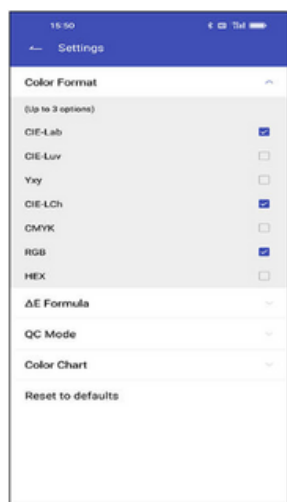 15:50
Settings
Color Format
(Up to 3 options)
CIE-Lab
CIE-Luv
Yxy
CIE-LCh
CMYK
RGB
HEX
ΔE Formula
QC Mode
Color Chart
Reset to defaults